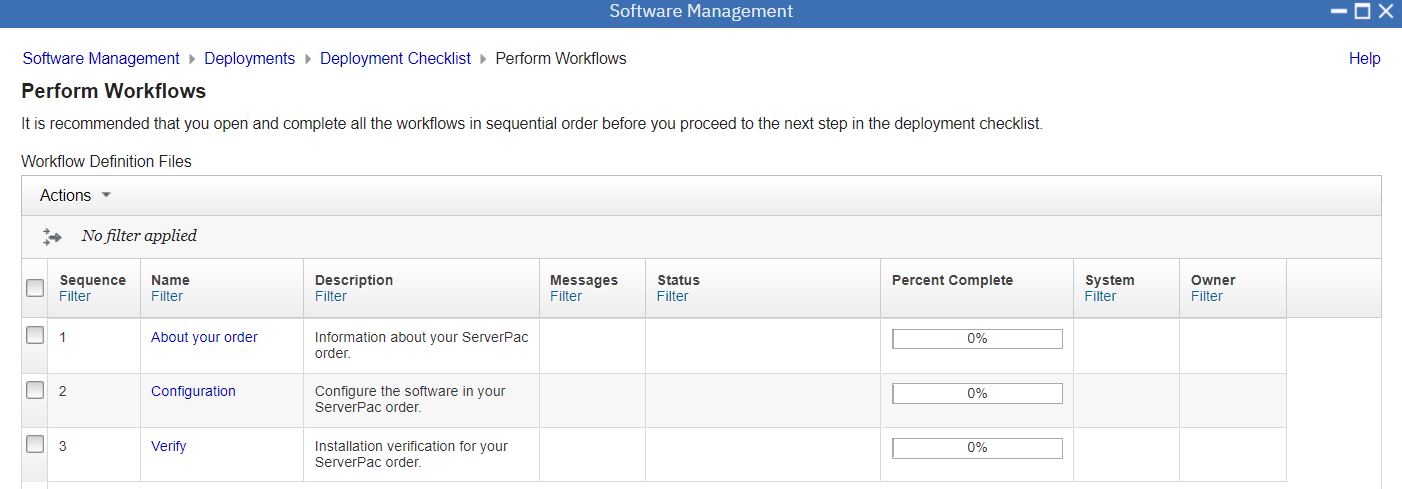 Software Management
Software Management Deployments Deployment Checklist Perform Workflows Help
Perform Workflows
It is recommended that you open and complete all the workflows in sequential order before you proceed to the next step in the deployment checklist.
Workflow Definition Files
Actions
No filter applied
Sequence Name Description Messages Status Percent Complete System Owner
Filter Filter Filter Filter Filter Filter Filter
1 About your order Information about your ServerPac 0%
order.
2 Configuration Configure the software in your 0%
ServerPac order.
3 Verify Installation verification for your 0%
ServerPac order.